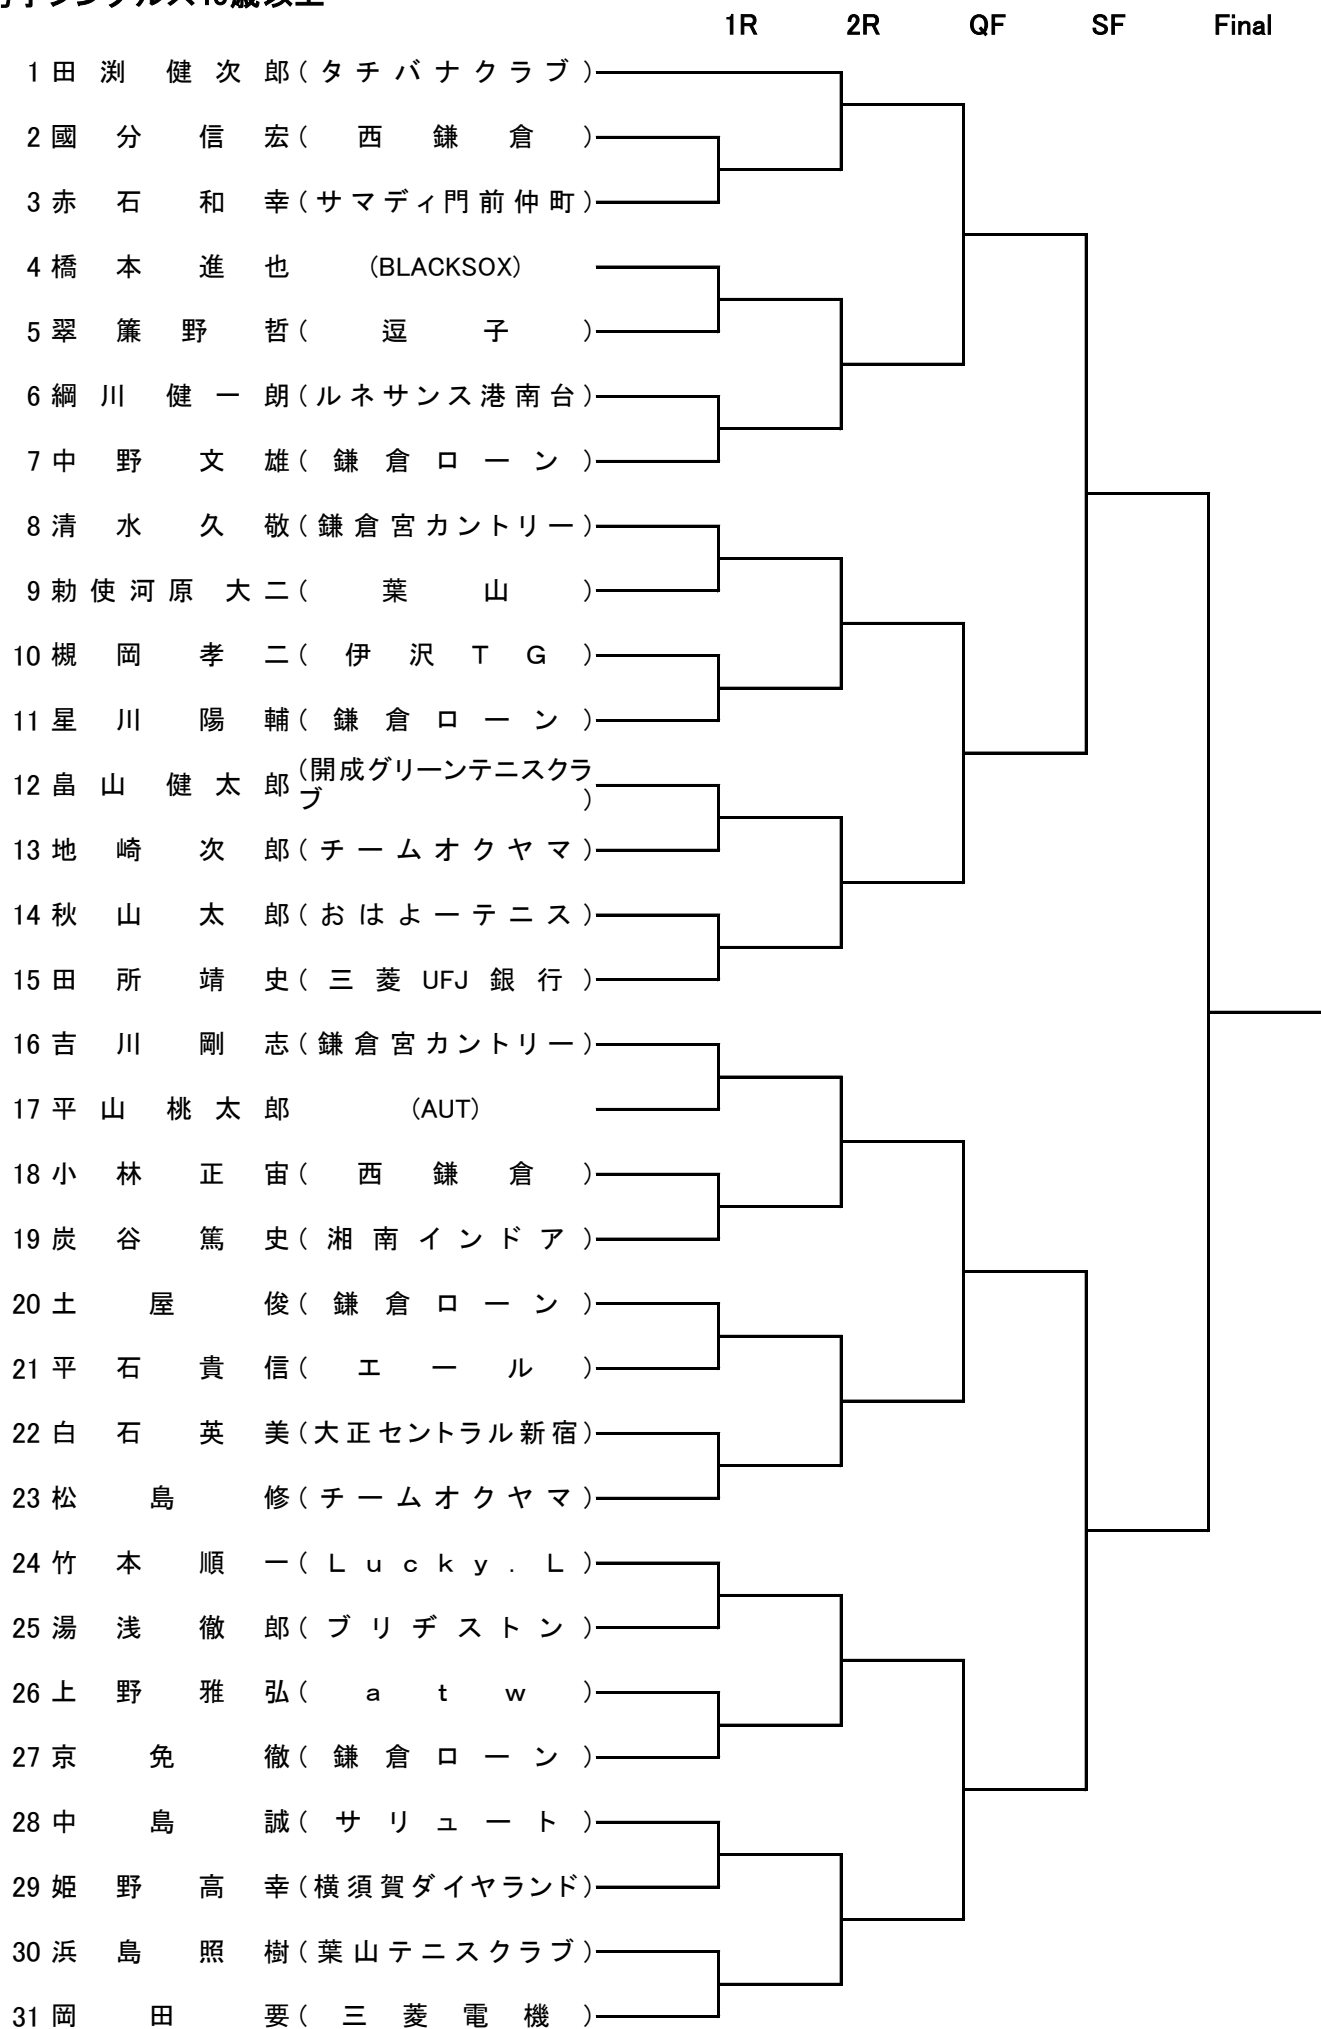 シングルス
1R 2R QF SF Final
1 田渕 健次郎 (タチバナクラブ)
2 國分 信宏 (西鎌倉)
3 赤石 和幸 (サマディ門前仲町)
4 橋本 進也 (BLACKSOX)
5 翠簾野 哲 (逗子)
6 綱川 健一朗 (ルネサンス港南台)
7 中野 文雄 (鎌倉ローン)
8 清水 久敬 (鎌倉宮カントリー)
9 勅使河原 大二 (葉山)
10 槻岡 孝二 (伊沢TG)
11 星川 陽輔 (鎌倉ローン)
12 畠山 健太郎 (開成グリーンテニスクラ
ブ)
13 地崎 次郎 (チームオクヤマ)
14 秋山 太郎 (おはよーテニス)
15 田所 靖史 (三菱UFJ銀行)
16 吉川 剛志 (鎌倉宮カントリー)
17 平山 桃太郎 (AUT)
18 小林 正宙 (西鎌倉)
19 炭谷 篤史 (湘南インドア)
20 土屋 俊 (鎌倉ローン)
21 平石 貴信 (エール)
22 白石 英美 (大正セントラル新宿)
23 松島 修 (チームオクヤマ)
24 竹本 順一 (Lucky.L)
25 湯浅 徹郎 (ブリヂストン)
26 上野 雅弘 (atw)
27 京免 徹 (鎌倉ローン)
28 中島 誠 (サリュート)
29 姫野 高幸 (横須賀ダイヤランド)
30 浜島 照樹 (葉山テニスクラブ)
31 岡田 要 (三菱電機)